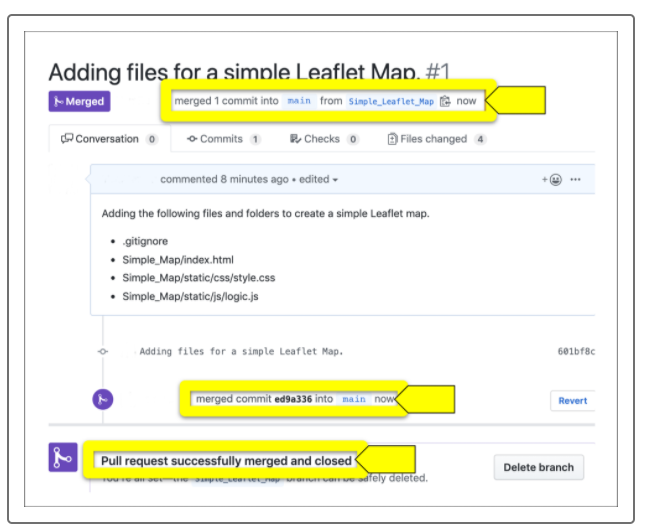 Adding files for a simple Leaflet Map. #1
Merged merged 1 commit into main from Simple_Leaflet_Map now
Conversation 0 Commits 1 Checks 0 Files changed 4
commented 8 minutes ago • edited
Adding the following files and folders to create a simple Leaflet map.
• .gitignore
• Simple_Map/index.html
• Simple_Map/static/css/style.css
• Simple_Map/static/js/logic.js
Adding files for a simple Leaflet Map. 601bf8c
merged commit ed9a336 into main now Revert
Pull request successfully merged and closed
Delete branch
You're all set—the Simple_Leaflet_Map branch can be safely deleted.